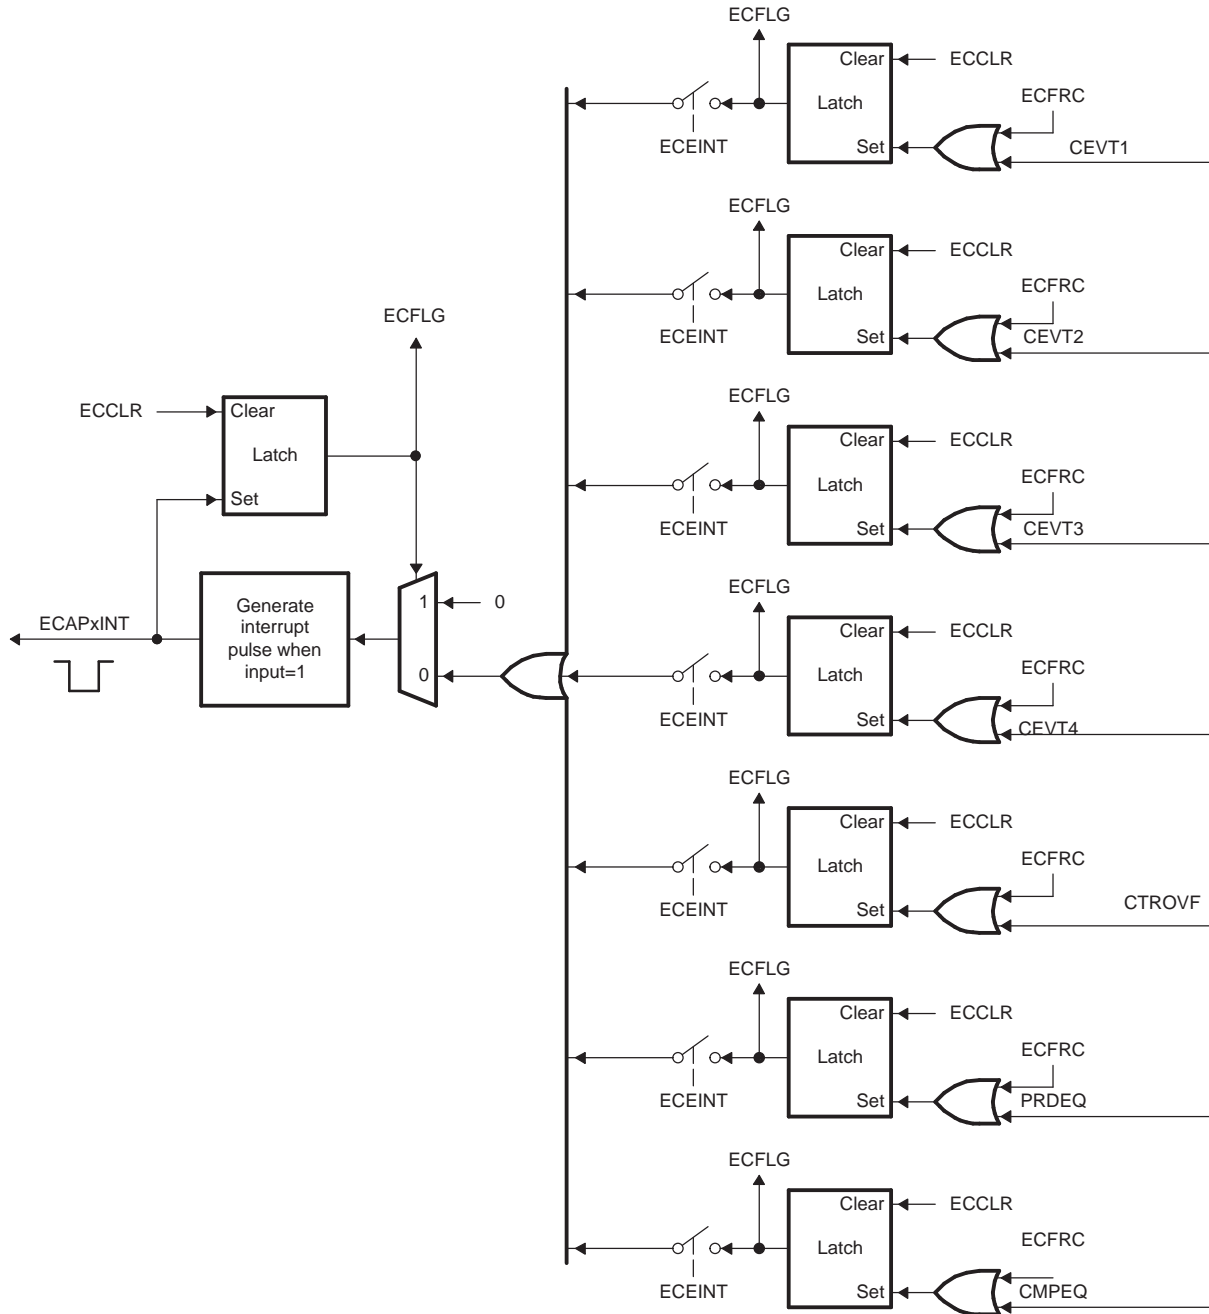 ECFLG
Clear
ECCLR
Latch
ECFRC
ECEINT
Set
CEVT1
ECFLG
Clear
ECCLR
Latch
ECFRC
ECEINT
Set
CEVT2
ECFLG
Clear
ECCLR
Latch
ECFRC
ECEINT
Set
CEVT3
ECFLG
Clear
ECCLR
Latch
ECFRC
ECEINT
Set
CEVT4
ECFLG
Clear
ECCLR
Latch
ECFRC
ECEINT
Set
CTROVF
ECFLG
Clear
ECCLR
Latch
ECFRC
ECEINT
Set
PRDEQ
ECFLG
Clear
ECCLR
Latch
ECFRC
ECEINT
Set
CMPEQ
ECFLG
ECCLR
Clear
Latch
Set
ECAPxINT
Generate
interrupt
pulse when
input=1
1
0
0